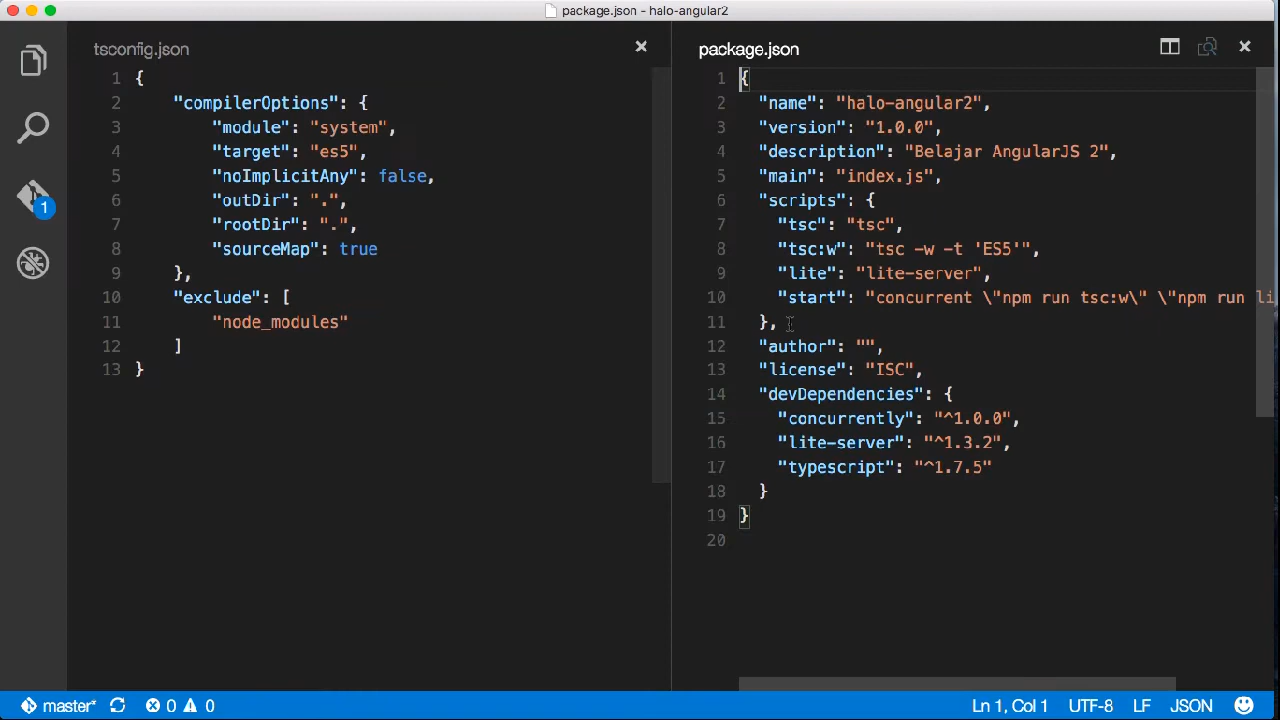 package.json - halo-angular2
tsconfig.json
1 {
2 "compilerOptions": {
3 "module": "system",
4 "target": "es5",
5 "noImplicitAny": false,
6 "outDir": ".",
7 "rootDir": ".",
8 "sourceMap": true
9 },
10 "exclude": [
11 "node_modules"
12 ]
13 }
package.json
1 {
2 "name": "halo-angular2",
3 "version": "1.0.0",
4 "description": "Belajar AngularJS 2",
5 "main": "index.js",
6 "scripts": {
7 "tsc": "tsc",
8 "tsc:w": "tsc -w -t 'ES5'",
9 "lite": "lite-server",
10 "start": "concurrent \"npm run tsc:w\" \"npm run li
11 },
12 "author": "",
13 "license": "ISC",
14 "devDependencies": {
15 "concurrently": "^1.0.0",
16 "lite-server": "^1.3.2",
17 "typescript": "^1.7.5"
18 }
19 }
20
1
master* 0 0 Ln 1, Col 1 UTF-8 LF JSON